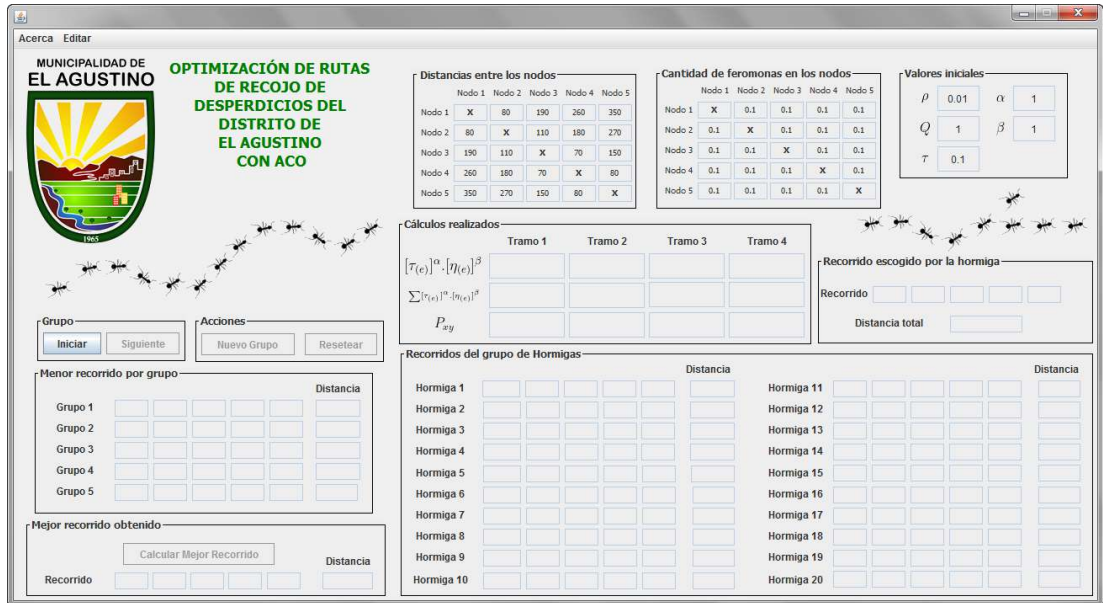 Acerca Editar
MUNICIPALIDAD DE
EL AGUSTINO
1965
OPTIMIZACIÓN DE RUTAS
DE RECOJO DE
DESPERDICIOS DEL
DISTRITO DE
EL AGUSTINO
CON ACO
Distancias entre los nodos
Nodo 1 Nodo 2 Nodo 3 Nodo 4 Nodo 5
Nodo 1 X 80 190 260 350
Nodo 2 80 X 110 180 270
Nodo 3 190 110 X 70 150
Nodo 4 260 180 70 X 80
Nodo 5 350 270 150 80 X
Cantidad de feromonas en los nodos
Nodo 1 Nodo 2 Nodo 3 Nodo 4 Nodo 5
Nodo 1 X 0.1 0.1 0.1 0.1
Nodo 2 0.1 X 0.1 0.1 0.1
Nodo 3 0.1 0.1 X 0.1 0.1
Nodo 4 0.1 0.1 0.1 X 0.1
Nodo 5 0.1 0.1 0.1 0.1 X
Valores iniciales
ρ 0.01 α 1
Q 1 β 1
τ 0.1
Cálculos realizados
Tramo 1 Tramo 2 Tramo 3 Tramo 4
[τ(e)]^α.[η(e)]^β
∑[τ(e)]^α.[η(e)]^β
P_xy
Recorrido escogido por la hormiga
Recorrido
Distancia total
Grupo
Iniciar Siguiente
Acciones
Nuevo Grupo Resetear
Menor recorrido por grupo
Distancia
Grupo 1
Grupo 2
Grupo 3
Grupo 4
Grupo 5
Mejor recorrido obtenido
Calcular Mejor Recorrido
Distancia
Recorrido
Recorridos del grupo de Hormigas
Distancia Distancia
Hormiga 1 Hormiga 11
Hormiga 2 Hormiga 12
Hormiga 3 Hormiga 13
Hormiga 4 Hormiga 14
Hormiga 5 Hormiga 15
Hormiga 6 Hormiga 16
Hormiga 7 Hormiga 17
Hormiga 8 Hormiga 18
Hormiga 9 Hormiga 19
Hormiga 10 Hormiga 20